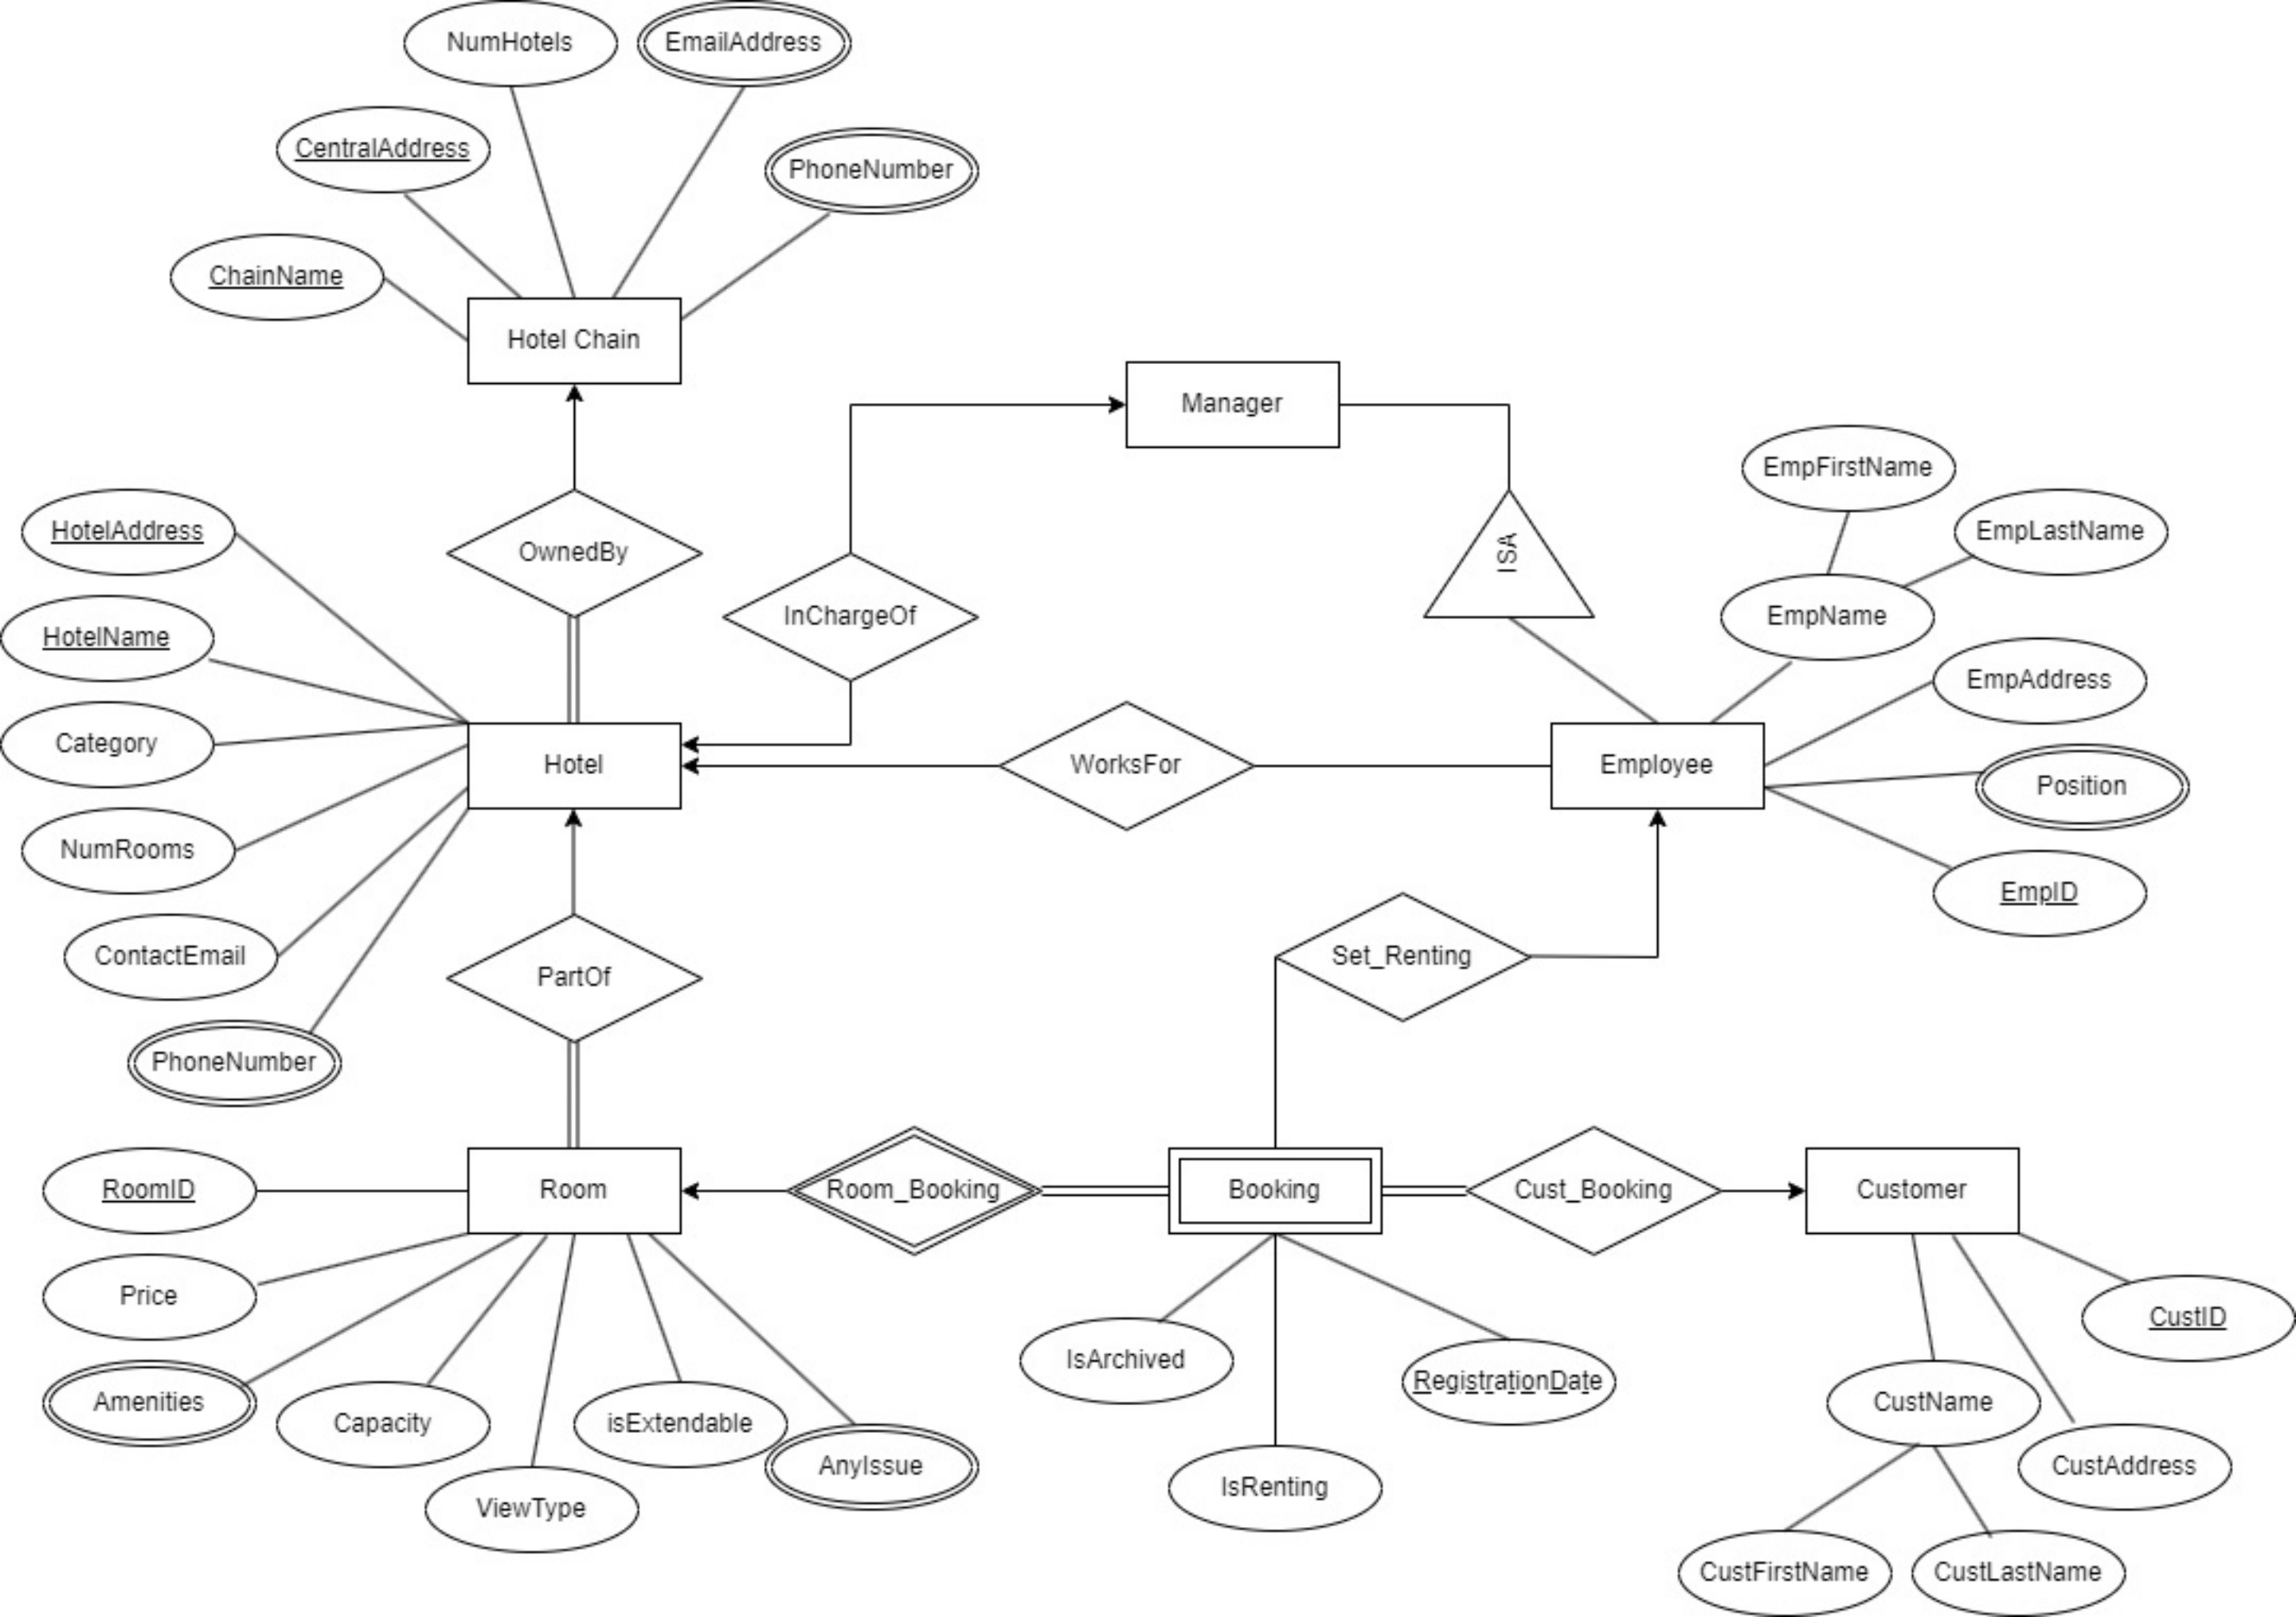 NumHotels
EmailAddress
CentralAddress
PhoneNumber
ChainName
Hotel Chain
Manager
EmpFirstName
HotelAddress
OwnedBy
ISA
EmpLastName
HotelName
InChargeOf
EmpName
EmpAddress
Category
Hotel
WorksFor
Employee
Position
NumRooms
EmpID
ContactEmail
PartOf
Set_Renting
PhoneNumber
RoomID
Room
Room_Booking
Booking
Cust_Booking
Customer
Price
CustID
IsArchived
RegistrationDate
Amenities
CustName
Capacity
isExtendable
AnyIssue
CustAddress
IsRenting
ViewType
CustFirstName
CustLastName